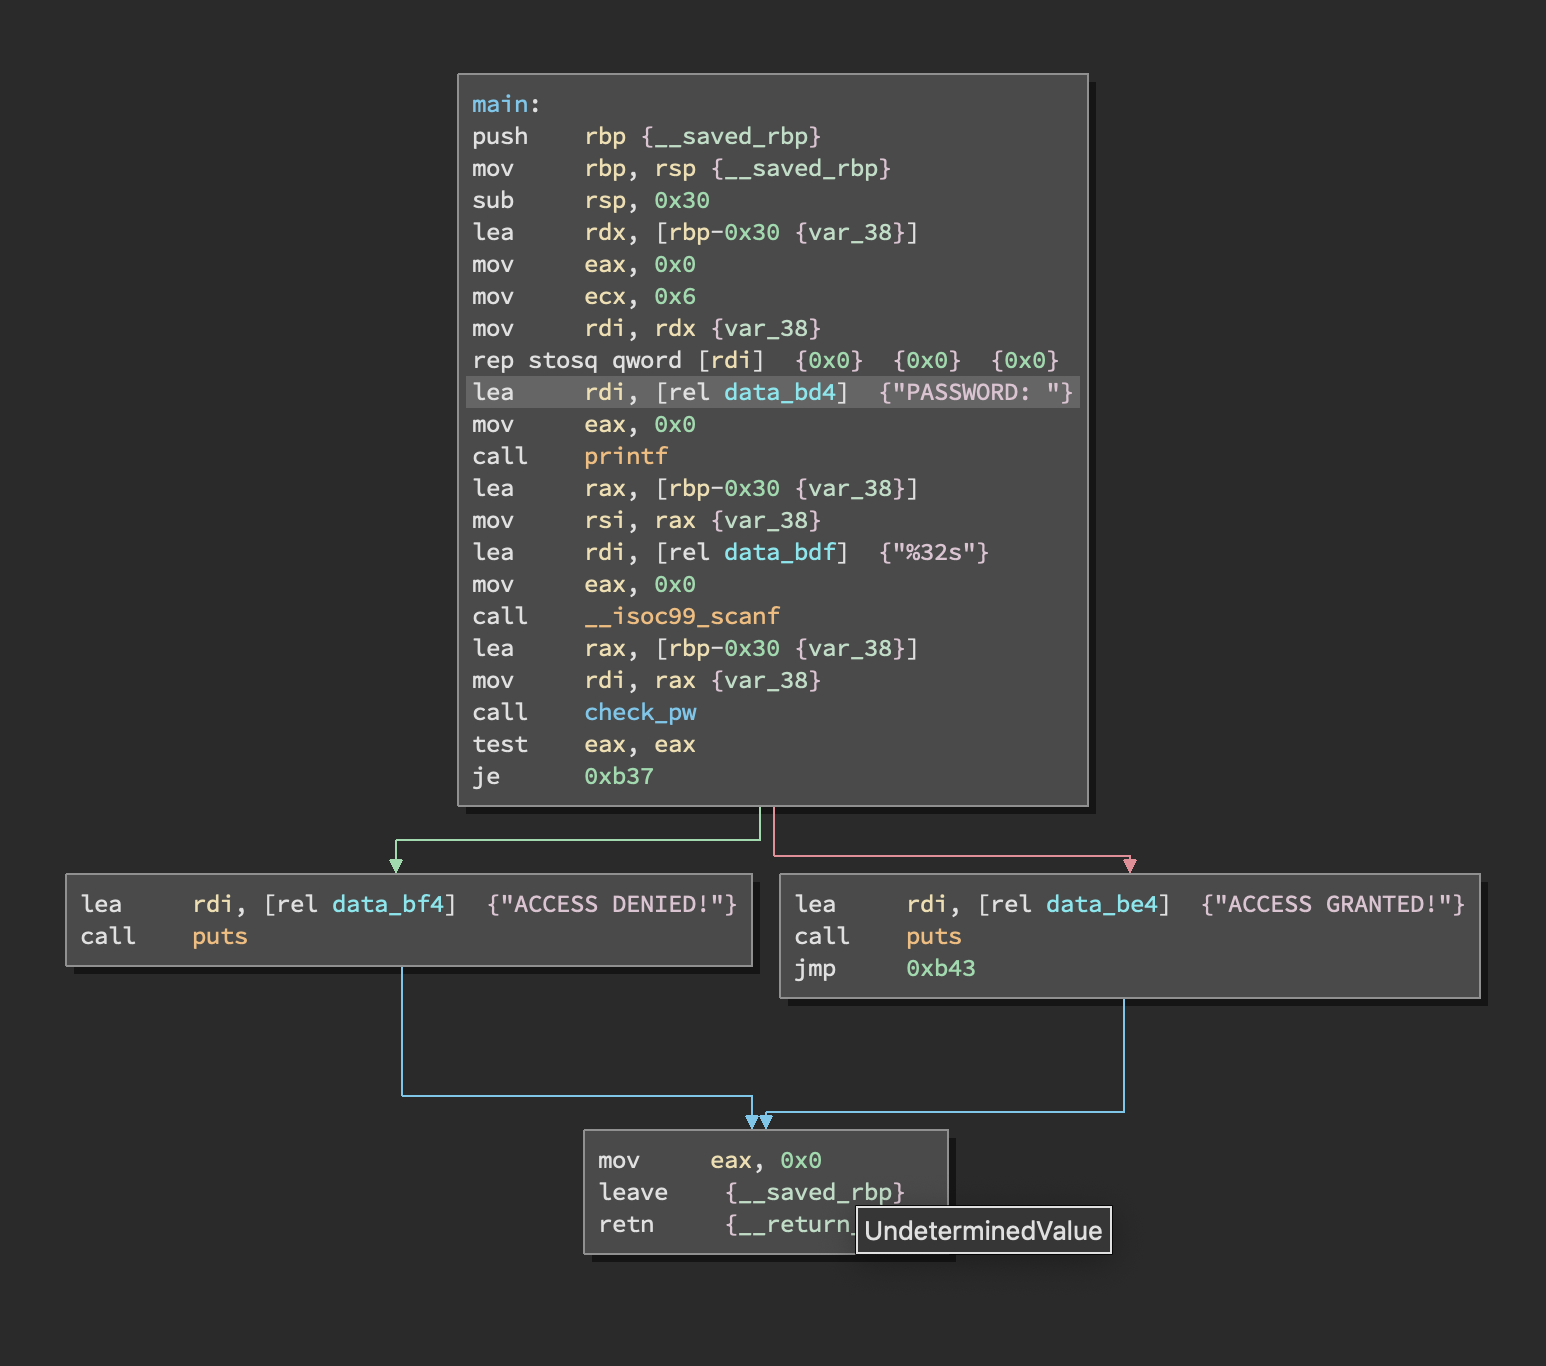 main:
push rbp {__saved_rbp}
mov rbp, rsp {__saved_rbp}
sub rsp, 0x30
lea rdx, [rbp-0x30 {var_38}]
mov eax, 0x0
mov ecx, 0x6
mov rdi, rdx {var_38}
rep stosq qword [rdi] {0x0} {0x0} {0x0}
lea rdi, [rel data_bd4] {"PASSWORD: "}
mov eax, 0x0
call printf
lea rax, [rbp-0x30 {var_38}]
mov rsi, rax {var_38}
lea rdi, [rel data_bdf] {"%32s"}
mov eax, 0x0
call __isoc99_scanf
lea rax, [rbp-0x30 {var_38}]
mov rdi, rax {var_38}
call check_pw
test eax, eax
je 0xb37
lea rdi, [rel data_bf4] {"ACCESS DENIED!"}
call puts
lea rdi, [rel data_be4] {"ACCESS GRANTED!"}
call puts
jmp 0xb43
mov eax, 0x0
leave {__saved_rbp}
retn {__return_
UndeterminedValue